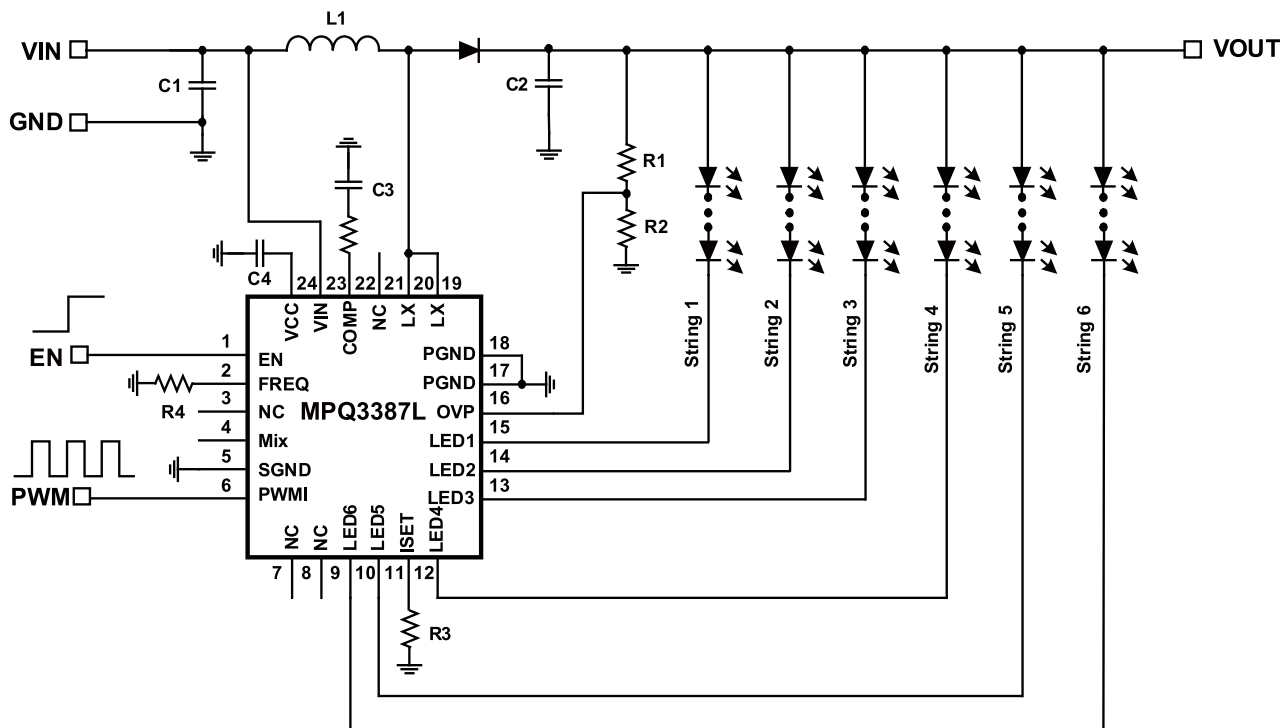 L1
VIN
VOUT
C1
C2
GND
R1
C3
R2
C4
24 23 22 21 20 19
VCC
VIN
COMP
NC
LX
LX
String 1
String 2
String 3
String 4
String 5
String 6
EN
1
EN
PGND
18
2
FREQ
PGND
17
R4
3
NC
MPQ3387L
OVP
16
4
Mix
LED1
15
5
SGND
LED2
14
PWM
6
PWMI
LED3
13
NC
NC
LED6
LED5
ISET
LED4
7 8 9 10 11 12
R3